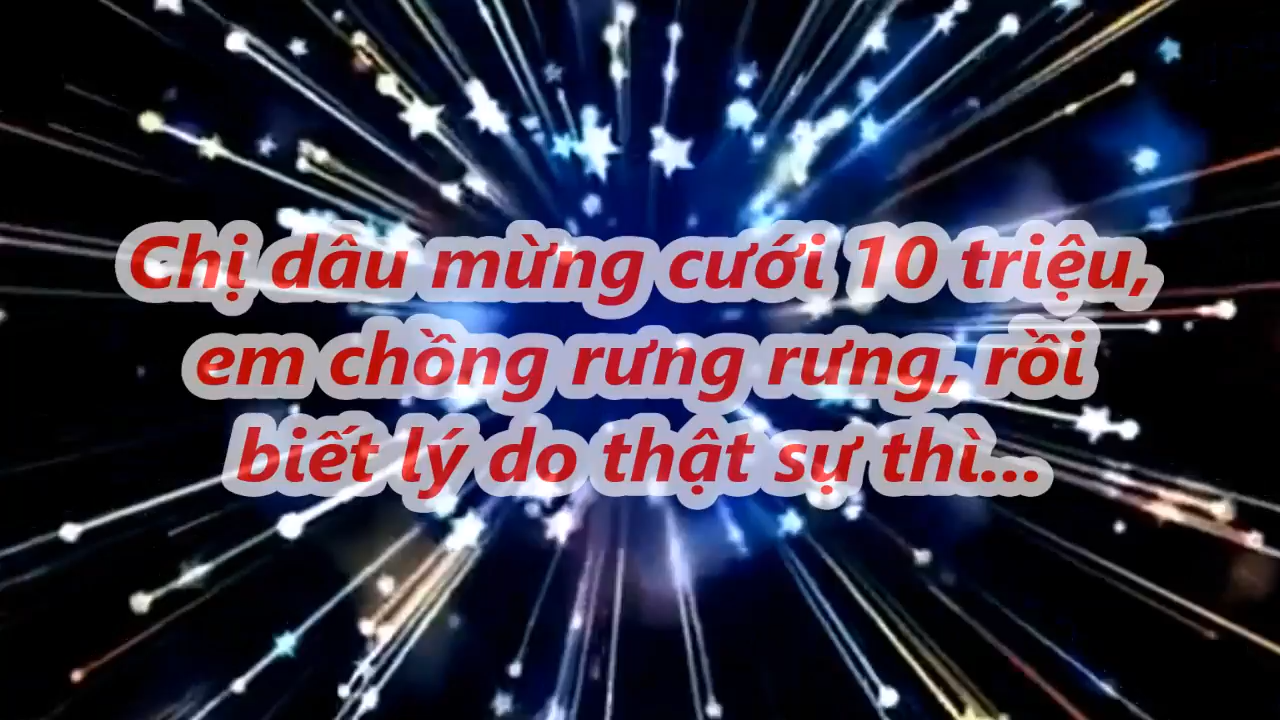 Chị dâu mừng cưới 10 triệu,
em chồng rưng rưng, rồi
biết lý do thật sự thì...